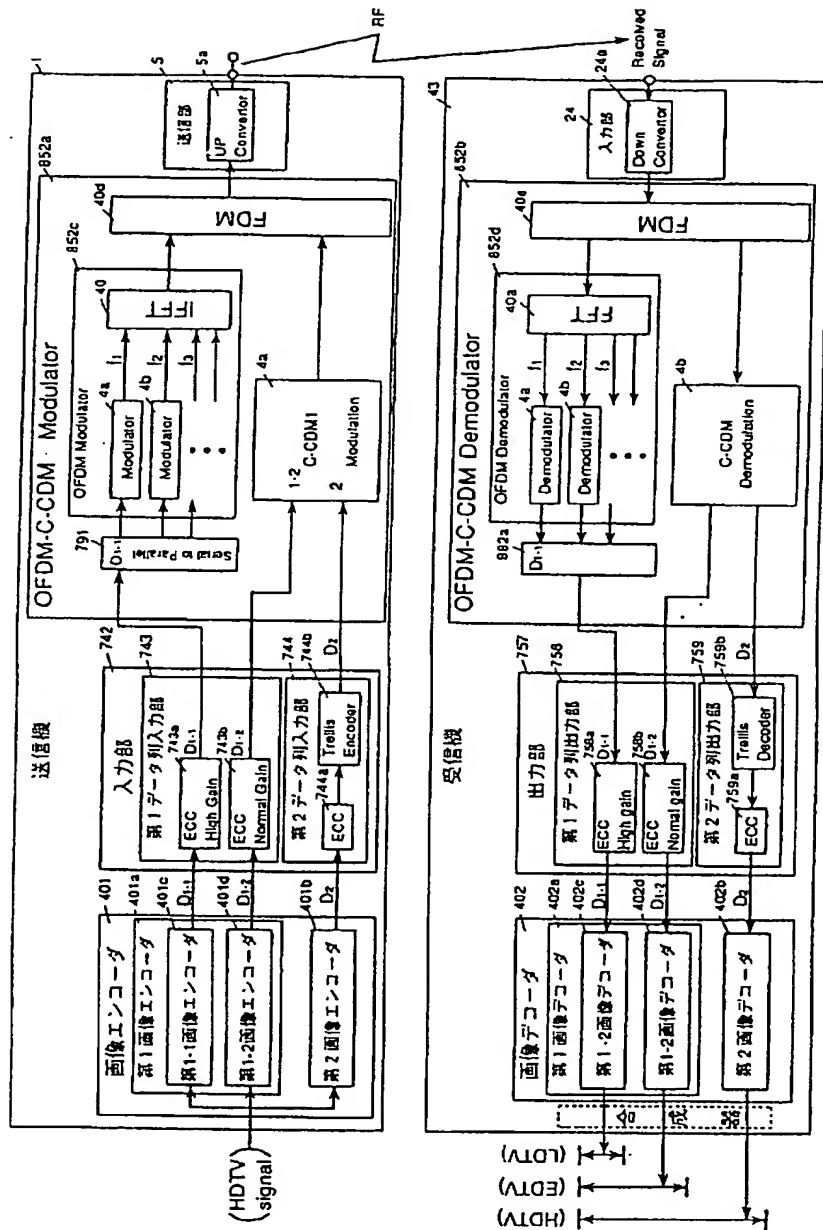 送信機
1
(HDTV signal)
画像エンコーダ
401
第1画像エンコーダ
401a
第1-1画像エンコーダ
401c
第1-2画像エンコーダ
401d
第2画像エンコーダ
401b
D1-1
D1-2
D2
入力部
742
第1データ列入力部
743
743a
D1-1
ECC
High Gain
743b
D1-2
ECC
Normal Gain
第2データ列入力部
744
744a
ECC
744b
Trellis
Encoder
D2
OFDM-C-CDM · Modulator
852a
791
D1-1
Serial to Parallel
OFDM Modulator
852c
4a
Modulator
4b
Modulator
f1
f2
f3
40
IFFT
4a
1-2
C-CDM1
2
Modulation
40d
FDM
送信部
5
5a
UP
Convertor
RF
受信機
43
Received
Signal
入力部
24
24a
Down
Convertor
OFDM-C-CDM Demodulator
852b
40e
FDM
OFDM Demodulator
852d
40a
FFT
f1
f2
f3
4a
Demodulator
4b
Demodulator
882a
D1-1
4b
C-CDM
Demodulation
出力部
757
第1データ列出力部
758
758a
D1-1
ECC
High gain
758b
D1-2
ECC
Nomal gain
第2データ列出力部
759
759a
ECC
759b
Trellis
Decoder
D2
D1-1
D1-2
D2
画像デコーダ
402
第1画像デコーダ
402a
第1-2画像デコーダ
402c
第1-2画像デコーダ
402d
第2画像デコーダ
402b
合成器
(LDTV)
(EDTV)
(HDTV)